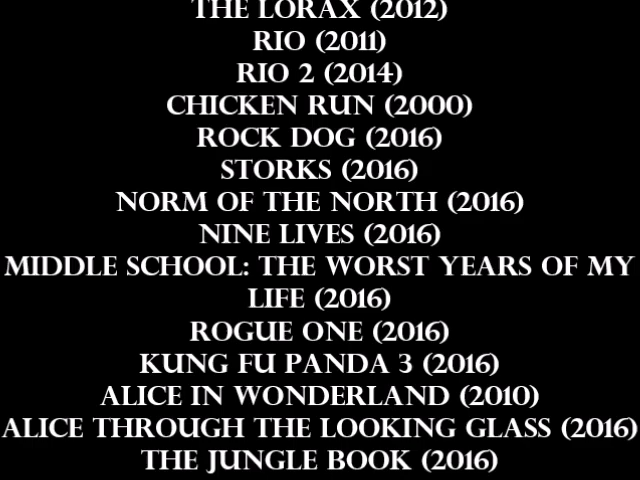 THE LORAX (2012)
RIO (2011)
RIO 2 (2014)
CHICKEN RUN (2000)
ROCK DOG (2016)
STORKS (2016)
NORM OF THE NORTH (2016)
NINE LIVES (2016)
MIDDLE SCHOOL: THE WORST YEARS OF MY
LIFE (2016)
ROGUE ONE (2016)
KUNG FU PANDA 3 (2016)
ALICE IN WONDERLAND (2010)
ALICE THROUGH THE LOOKING GLASS (2016)
THE JUNGLE BOOK (2016)